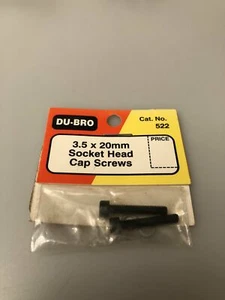 DU-BRO
Cat. No.
522
3.5 x 20mm
Socket Head
Cap Screws
PRICE